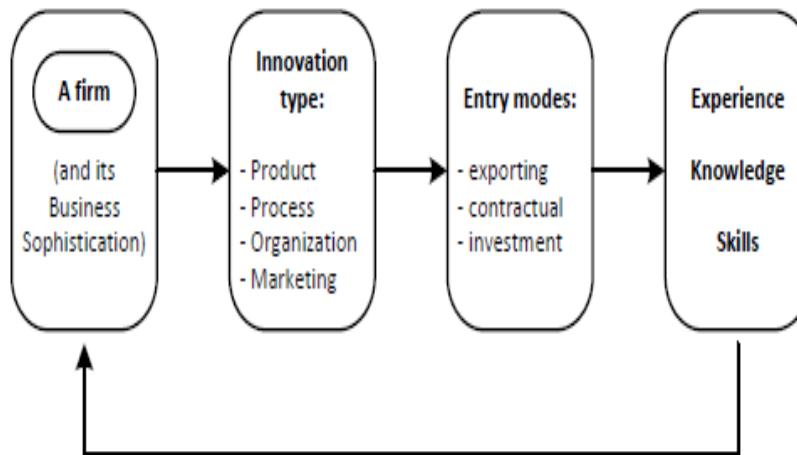 A firm
(and its
Business
Sophistication)
Innovation
type:
- Product
- Process
- Organization
- Marketing
Entry modes:
- exporting
- contractual
- investment
Experience
Knowledge
Skills